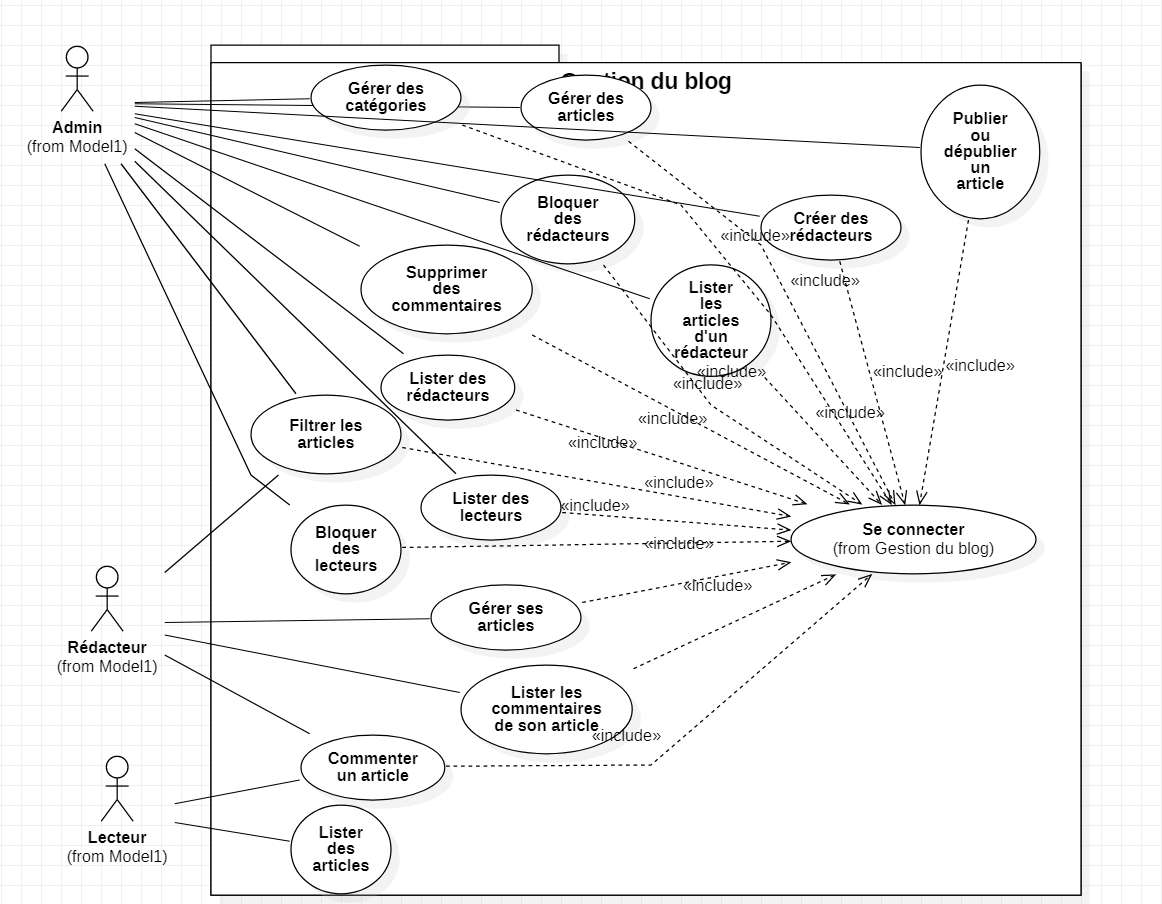 Gestion du blog
Admin
(from Model1)
Gérer des
catégories
Gérer des
articles
Publier
ou
dépublier
un
article
Bloquer
des
rédacteurs
Créer des
rédacteurs
«include»
«include»
Supprimer
des
commentaires
Lister
les
articles
d'un
rédacteur
«include»
«include»
«include»
«include»
Lister des
rédacteurs
«include»
«include»
Filtrer les
articles
«include»
«include»
Lister des
lecteurs
«include»
Bloquer
des
lecteurs
«include»
Se connecter
(from Gestion du blog)
«include»
Rédacteur
(from Model1)
Gérer ses
articles
Lister les
commentaires
de son article
«include»
Commenter
un article
Lecteur
(from Model1)
Lister
des
articles